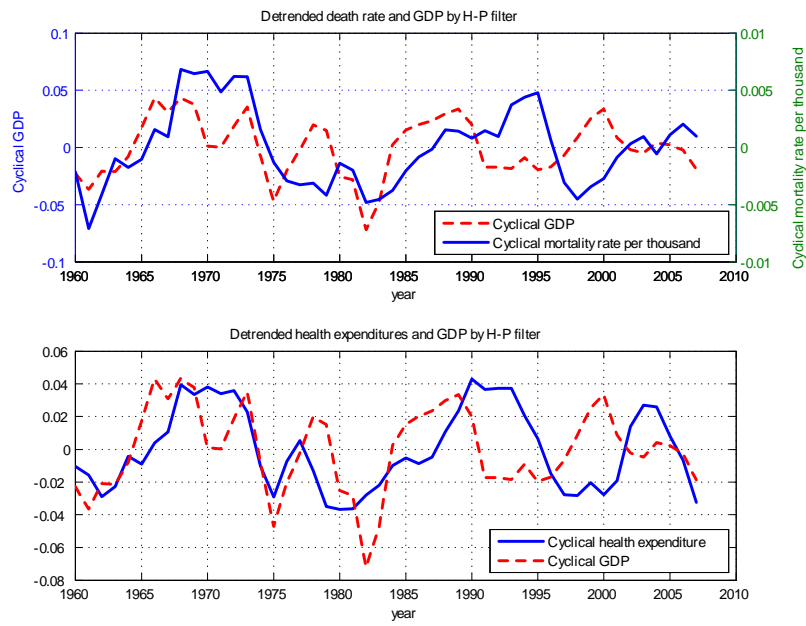 Detrended death rate and GDP by H-P filter
0.1
0.05
0
-0.05
-0.1
Cyclical GDP
0.01
0.005
0
-0.005
-0.01
Cyclical mortality rate per thousand
Cyclical GDP
Cyclical mortality rate per thousand
1960 1965 1970 1975 1980 1985 1990 1995 2000 2005 2010
year
Detrended health expenditures and GDP by H-P filter
0.06
0.04
0.02
0
-0.02
-0.04
-0.06
-0.08
Cyclical health expenditure
Cyclical GDP
1960 1965 1970 1975 1980 1985 1990 1995 2000 2005 2010
year